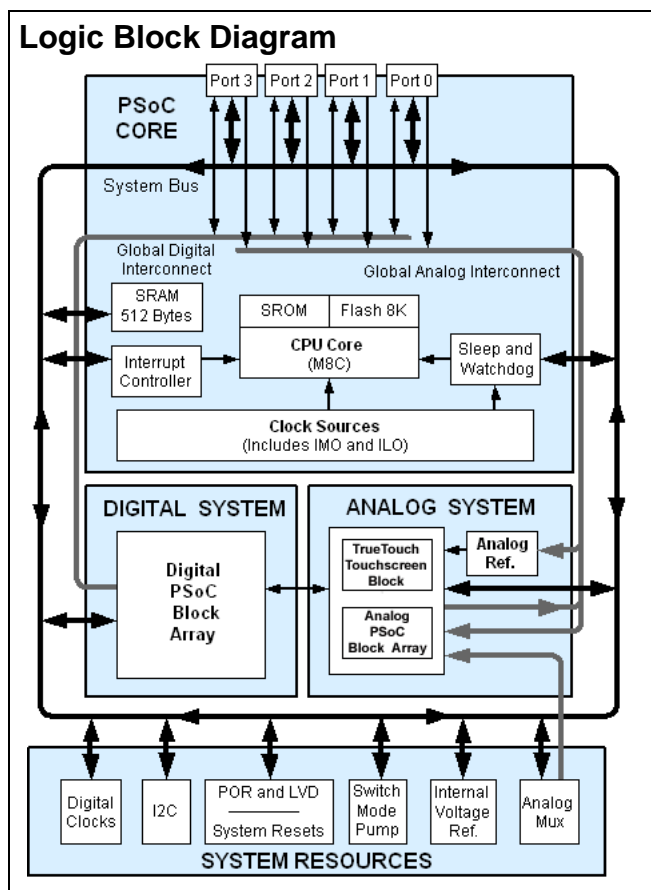 Logic Block Diagram
Port 3 Port 2 Port 1 Port 0
PSoC
CORE
System Bus
Global Digital
Interconnect
Global Analog Interconnect
SRAM
512 Bytes
SROM Flash 8K
CPU Core
(M8C)
Interrupt
Controller
Sleep and
Watchdog
Clock Sources
(Includes IMO and ILO)
DIGITAL SYSTEM
Digital
PSoC
Block
Array
ANALOG SYSTEM
TrueTouch
Touchscreen
Block
Analog
Ref.
Analog
PSoC
Block Array
Digital
Clocks
I2C
POR and LVD
System Resets
Switch
Mode
Pump
Internal
Voltage
Ref.
Analog
Mux
SYSTEM RESOURCES